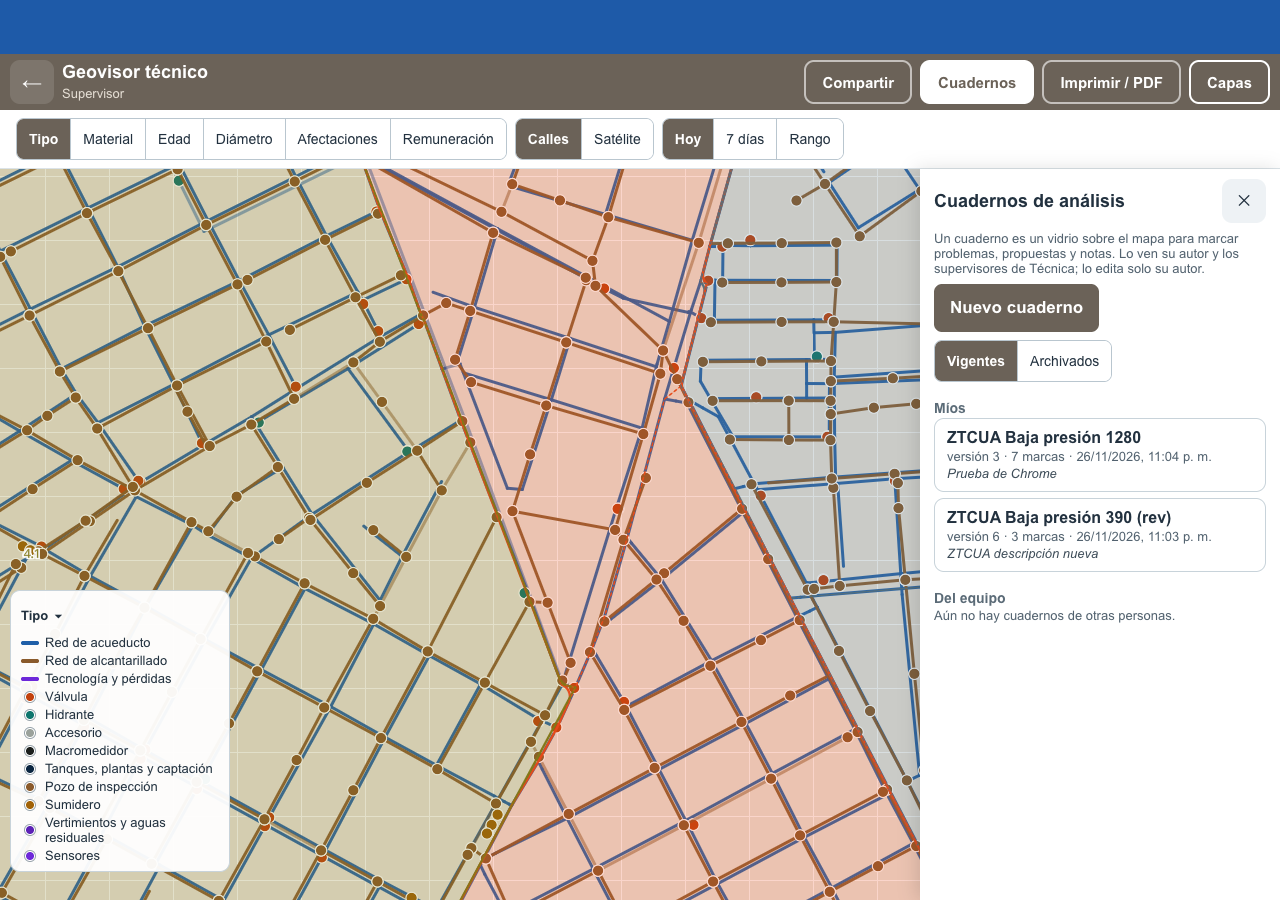 ←
Geovisor técnico
Supervisor
Compartir
Cuadernos
Imprimir / PDF
Capas
Tipo
Material
Edad
Diámetro
Afectaciones
Remuneración
Calles
Satélite
Hoy
7 días
Rango
Cuadernos de análisis
×
Un cuaderno es un vidrio sobre el mapa para marcar
problemas, propuestas y notas. Lo ven su autor y los
supervisores de Técnica; lo edita solo su autor.
Nuevo cuaderno
Vigentes
Archivados
Míos
ZTCUA Baja presión 1280
versión 3 · 7 marcas · 26/11/2026, 11:04 p. m.
Prueba de Chrome
ZTCUA Baja presión 390 (rev)
versión 6 · 3 marcas · 26/11/2026, 11:03 p. m.
ZTCUA descripción nueva
Del equipo
Aún no hay cuadernos de otras personas.
Tipo
Red de acueducto
Red de alcantarillado
Tecnología y pérdidas
Válvula
Hidrante
Accesorio
Macromedidor
Tanques, plantas y captación
Pozo de inspección
Sumidero
Vertimientos y aguas
residuales
Sensores